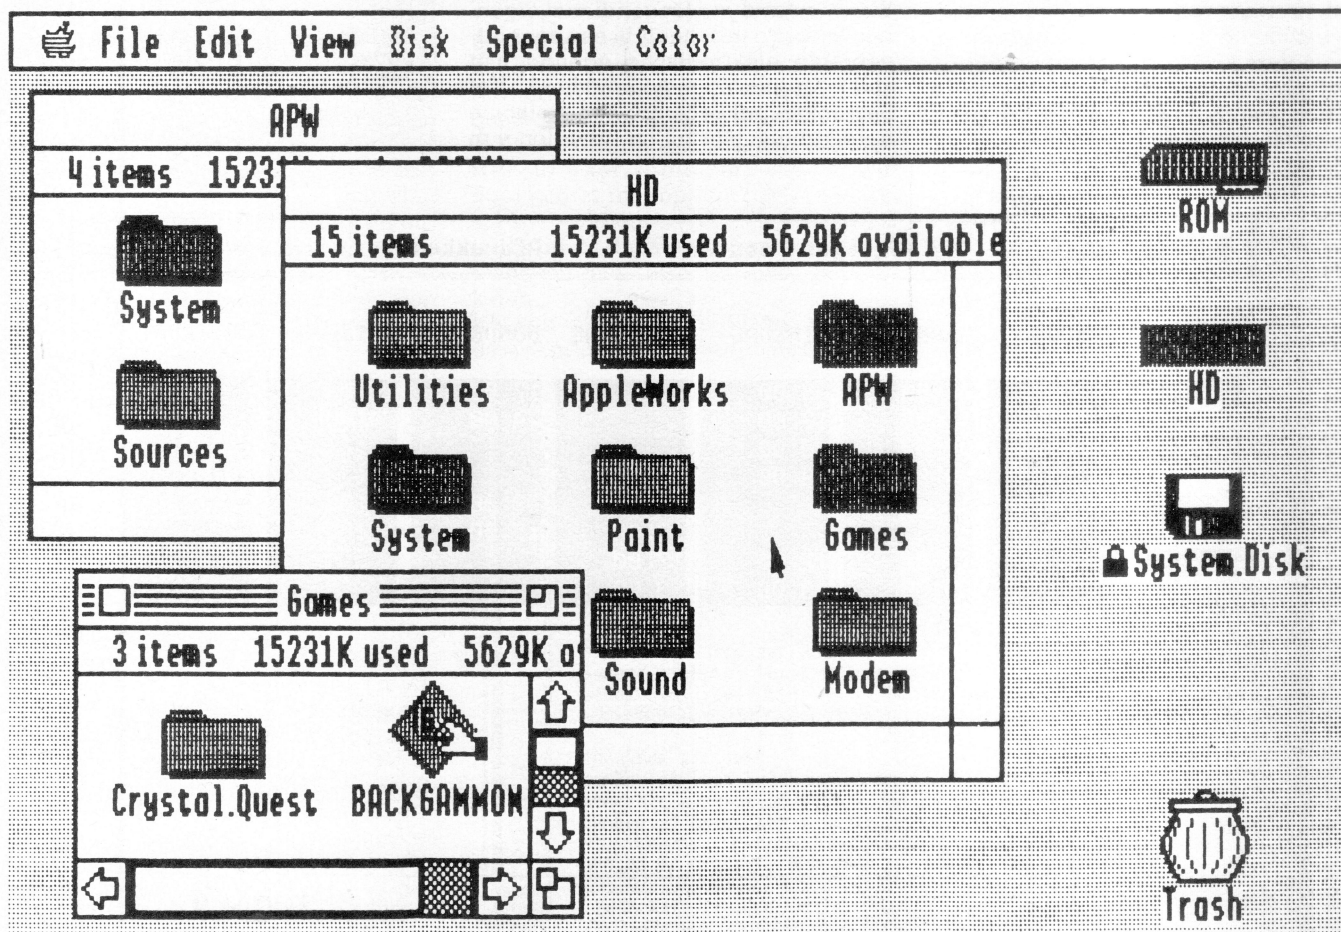 File Edit View Disk Special Color
APW
4 items 15231
System
Sources
HD
15 items 15231K used 5629K available
Utilities AppleWorks APW
System Paint Games
Sound Modem
Games
3 items 15231K used 5629K a
Crystal.Quest BACKGAMMON
ROM
HD
System.Disk
Trash